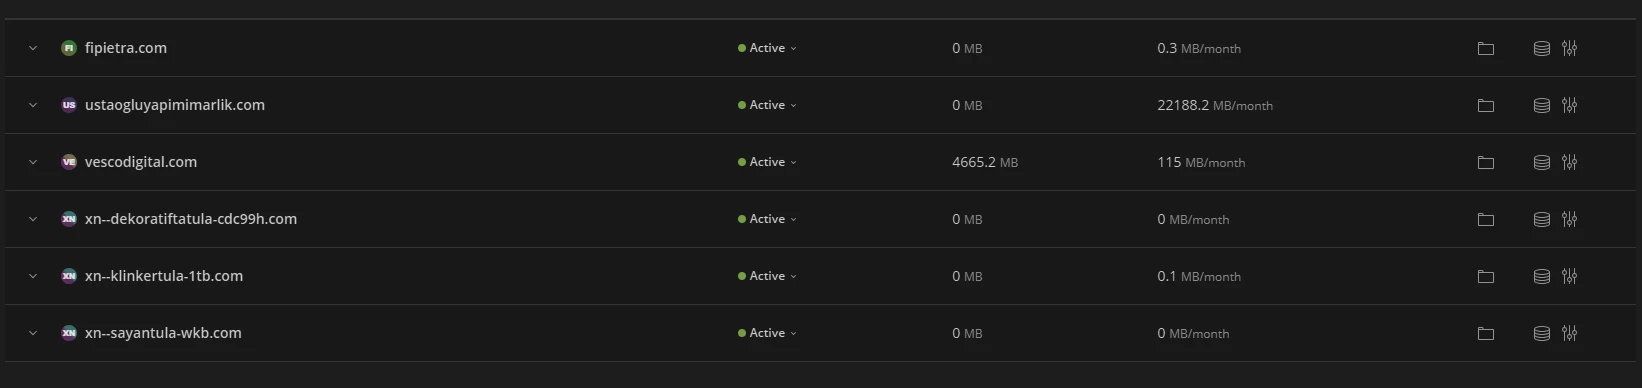 FI fipietra.com Active 0 MB 0.3 MB/month
US ustaogluyapimimarlik.com Active 0 MB 22188.2 MB/month
VE vescodigital.com Active 4665.2 MB 115 MB/month
XN xn--dekoratiftatula-cdc99h.com Active 0 MB 0 MB/month
XN xn--klinkertula-1tb.com Active 0 MB 0.1 MB/month
XN xn--sayantula-wkb.com Active 0 MB 0 MB/month